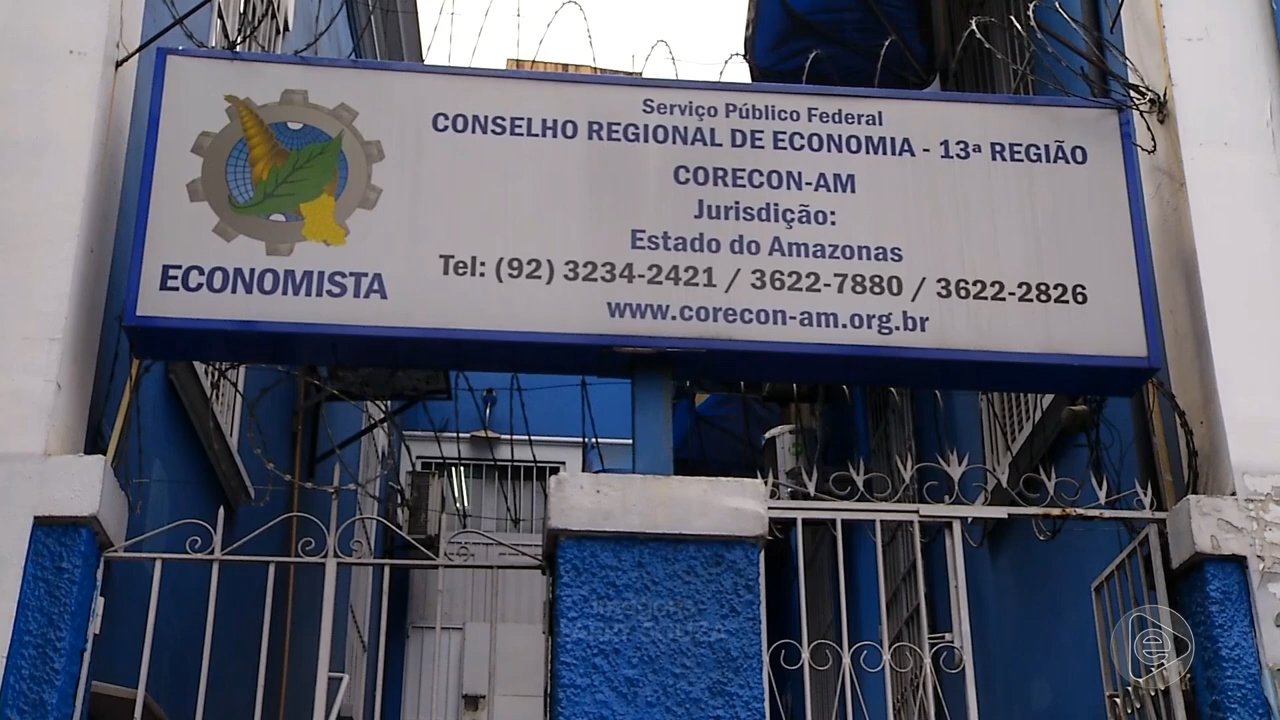 Serviço Público Federal
CONSELHO REGIONAL DE ECONOMIA - 13ª REGIÃO
CORECON-AM
Jurisdição:
Estado do Amazonas
Tel: (92) 3234-2421 / 3622-7880 / 3622-2826
www.corecon-am.org.br
ECONOMISTA
e